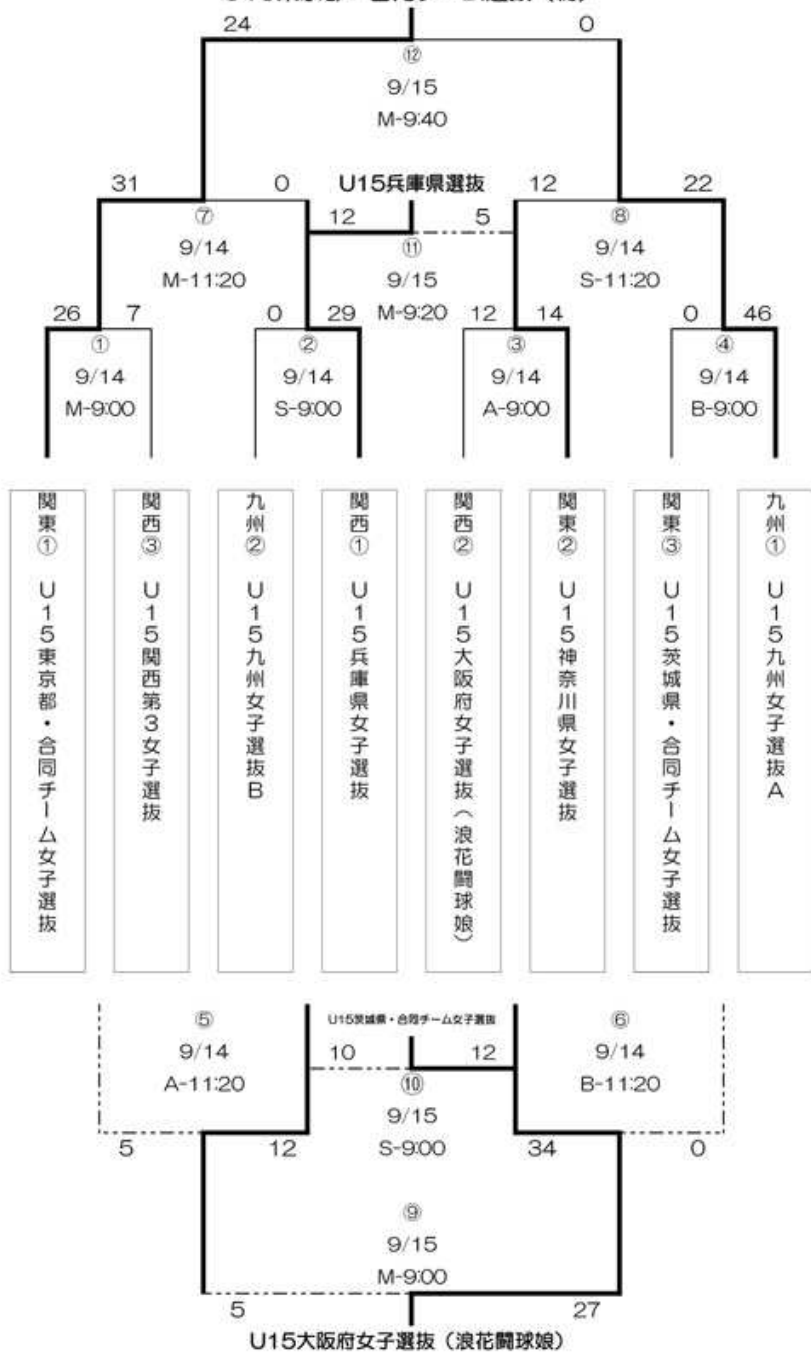 24 0
⑫
9/15
M-9:40
31 0 U15兵庫県選抜 12 22
⑦ 12 5 ⑧
9/14 ⑪ 9/14
M-11:20 9/15 S-11:20
M-9:20
26 7 0 29 12 14 0 46
① ② ③ ④
9/14 9/14 9/14 9/14
M-9:00 S-9:00 A-9:00 B-9:00
関東① U15東京都・合同チーム女子選抜
関西③ U15関西第3女子選抜
九州② U15九州女子選抜B
関西① U15兵庫県女子選抜
関西② U15大阪府女子選抜(浪花闘球娘)
関東② U15神奈川県女子選抜
関東③ U15茨城県・合同チーム女子選抜
九州① U15九州女子選抜A
⑤ U15茨城県・合同チーム女子選抜 ⑥
9/14 10 12 9/14
A-11:20 ⑩ B-11:20
9/15
5 12 S-9:00 34 0
⑨
9/15
M-9:00
5 27
U15大阪府女子選抜(浪花闘球娘)